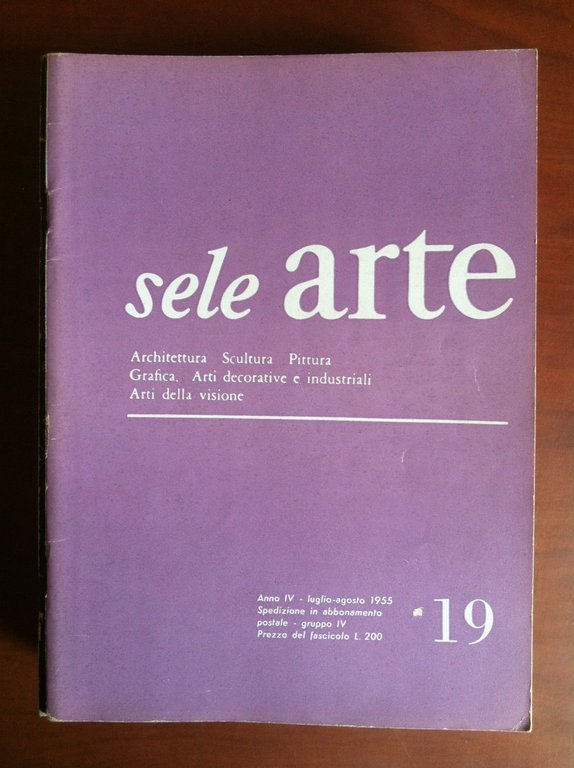 sele arte
Architettura Scultura Pittura
Grafica. Arti decorative e industriali
Arti della visione
Anno IV - luglio-agosto 1955
Spedizione in abbonamento
postale - gruppo IV
Prezzo del fascicolo L. 200
19